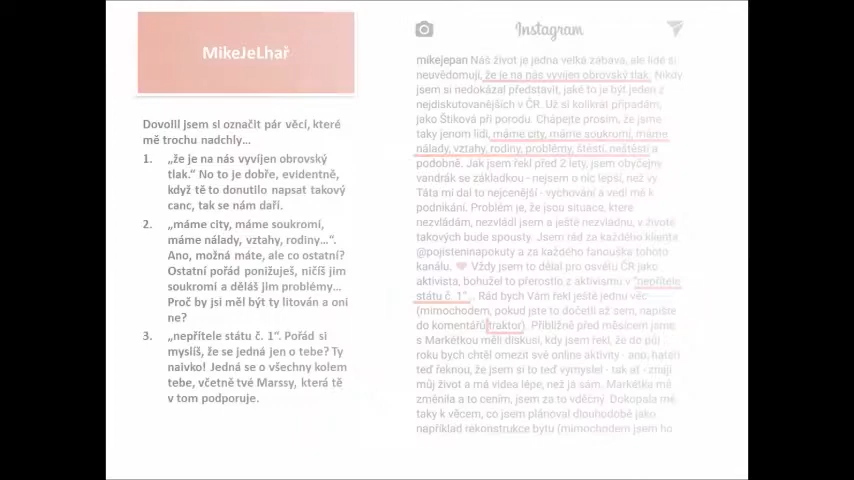 MikeJeLhař
Dovolil jsem si označit pár věcí, které
mě trochu nadchly...
1. „že je na nás vyvíjen obrovský
tlak.“ No to je dobře, evidentně,
když tě to donutilo napsat takový
canc, tak se nám daří.
2. „máme city, máme soukromí,
máme nálady, vztahy, rodiny...“.
Ano, možná máte, ale co ostatní?
Ostatní pořád ponižuješ, ničíš jim
soukromí a děláš jim problémy...
Proč by jsi měl být ty litován a oni
ne?
3. „nepřítele státu č. 1“. Pořád si
myslíš, že se jedná jen o tebe? Ty
naivko! Jedná se o všechny kolem
tebe, včetně tvé Marssy, která tě
v tom podporuje.
Instagram
mikejepan Náš život je jedna velká zábava, ale lidé si
neuvědomují, že je na nás vyvíjen obrovský tlak. Nikdy
jsem si nedokázal představit, jaké to je být jeden z
nejdiskutovanějších v ČR. Už si kolikrát připadám,
jako Štiková při porodu. Chápejte prosím, že jsme
taky jenom lidi, máme city, máme soukromí, máme
nálady, vztahy, rodiny, problémy, štěstí, neštěstí a
podobně. Jak jsem řekl před 2 lety, jsem obyčejný
vandrák se základkou - nejsem o nic lepší, než vy.
Táta mi dal to nejcenější - vychování a vedl mě k
podnikání. Problém je, že jsou situace, které
nezvládám, nezvládl jsem a ještě nezvládnu, v životě
takových bude spousty. Jsem rád za každého klienta
@pojisteninapokuty a za každého fanouška tohoto
kanálu. ❤ Vždy jsem to dělal pro osvětu ČR jako
aktivista, bohužel to přerostlo z aktivismu v "nepřítele
státu č. 1". Rád bych Vám řekl ještě jednu věc
(mimochodem, pokud jste to dočetli až sem, napište
do komentářů traktor). Přibližně před měsícem jsme
s Markétkou měli diskusi, kdy jsem řekl, že do půl
roku bych chtěl omezit své online aktivity - ano, hateři
teď řeknou, že jsem si to teď vymyslel - tak ať - znají
můj život a má videa lépe, než já sám. Markétka mě
změnila a to cením, jsem za to vděčný. Dokopala mě
taky k věcem, co jsem plánoval dlouhodobě jako
například rekonstrukce bytu (mimochodem jsem ho